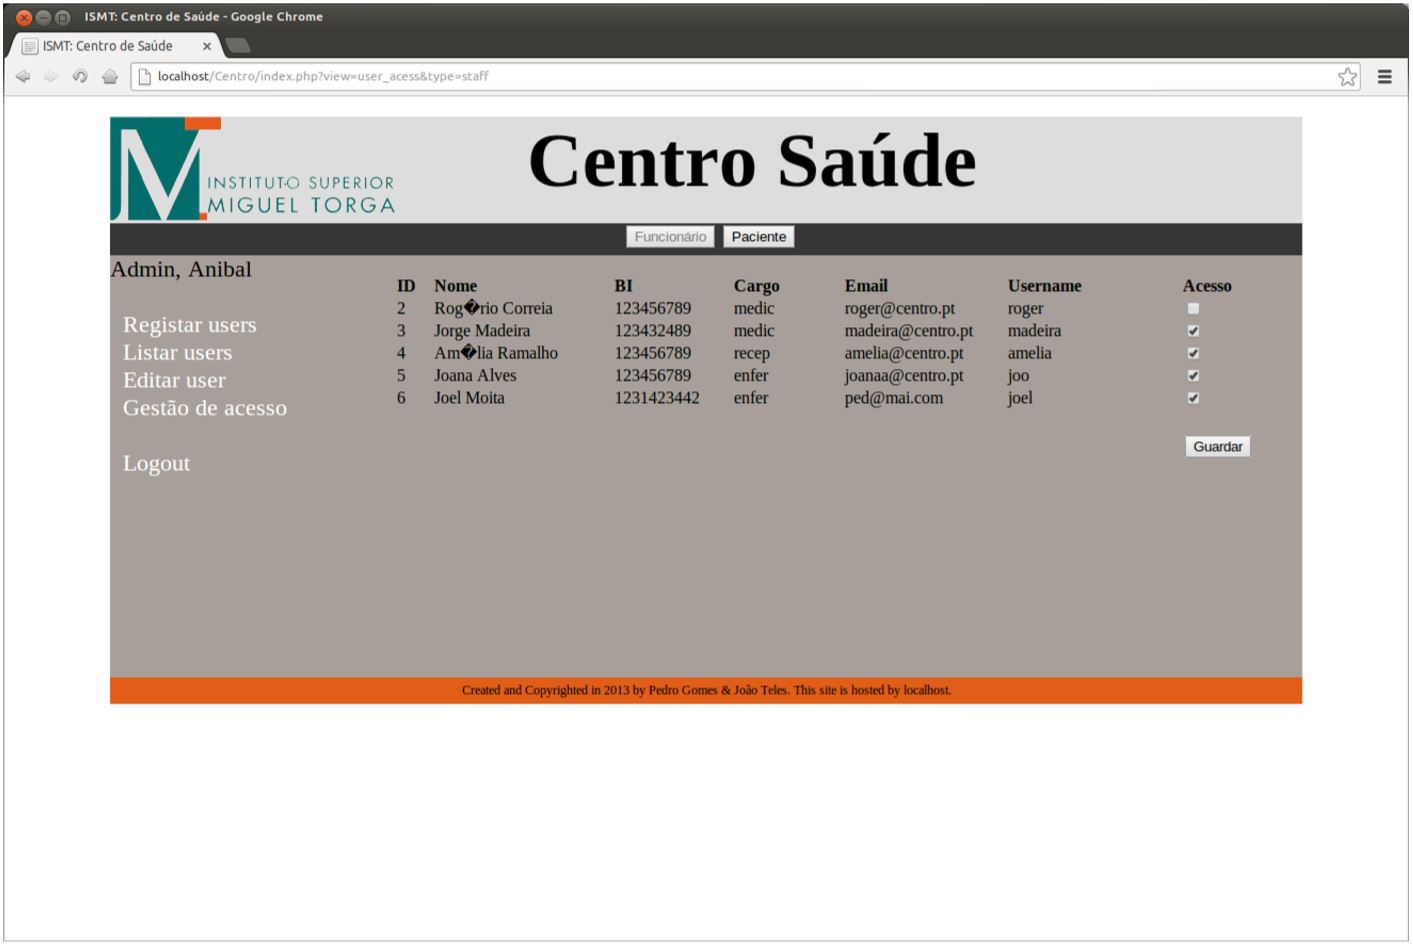 ISMT: Centro de Saúde - Google Chrome
ISMT: Centro de Saúde
localhost/Centro/index.php?view=user_acess&type=staff
INSTITUTO SUPERIOR
MIGUEL TORGA
Centro Saúde
Funcionário Paciente
Admin, Anibal
Registar users
Listar users
Editar user
Gestão de acesso
Logout
ID Nome BI Cargo Email Username Acesso
2 Rog�rio Correia 123456789 medic roger@centro.pt roger
3 Jorge Madeira 123432489 medic madeira@centro.pt madeira
4 Am�lia Ramalho 123456789 recep amelia@centro.pt amelia
5 Joana Alves 123456789 enfer joanaa@centro.pt joo
6 Joel Moita 1231423442 enfer ped@mai.com joel
Guardar
Created and Copyrighted in 2013 by Pedro Gomes & João Teles. This site is hosted by localhost.